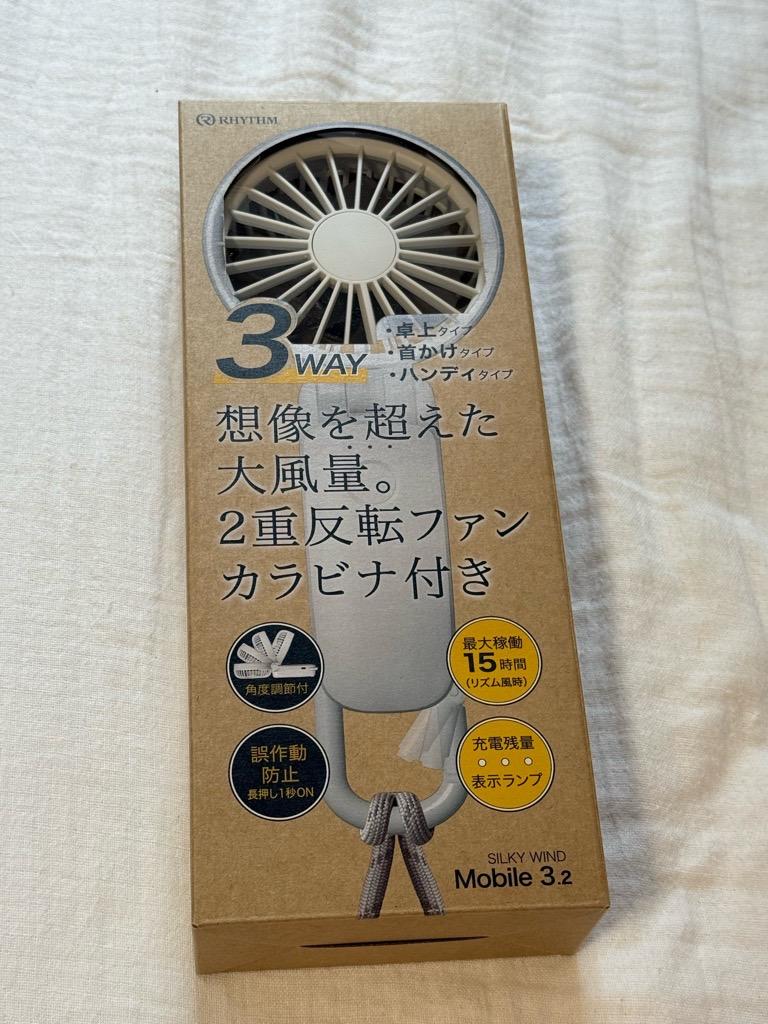 RHYTHM
3WAY
・卓上タイプ
・首かけタイプ
・ハンディタイプ
想像を超えた
大風量。
2重反転ファン
カラビナ付き
角度調節付
最大稼働
15時間
(リズム風時)
誤作動
防止
長押し1秒ON
充電残量
表示ランプ
SILKY WIND
Mobile 3.2